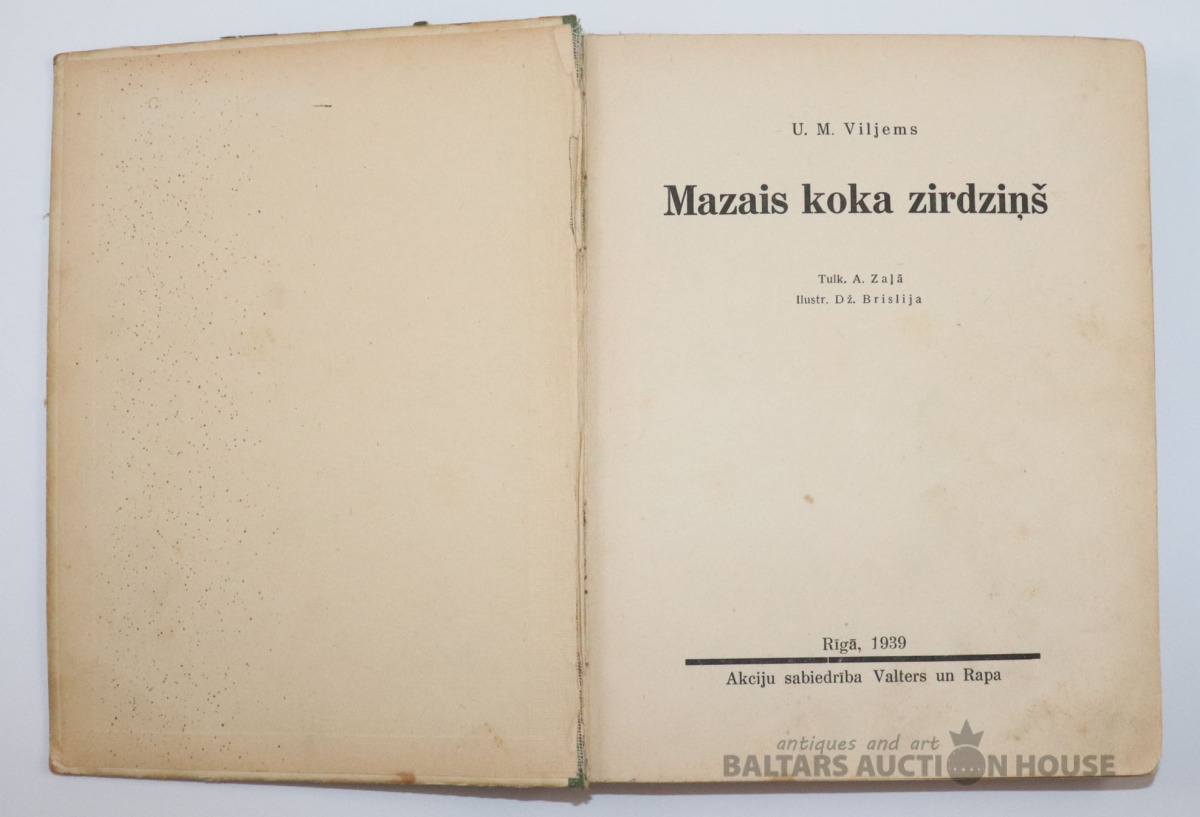 U. M. Viljems
Mazais koka zirdziņš
Tulk. A. Zaļā
Ilustr. Dž. Brislija
Rīgā, 1939
Akciju sabiedrība Valters un Rapa
antiques and art
BALTARS AUCTION HOUSE